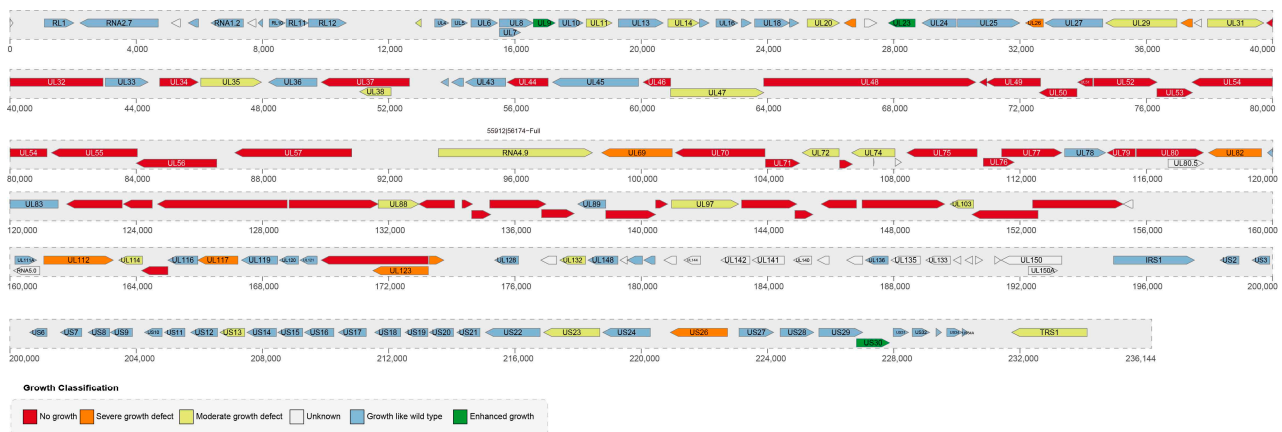 RL1 RNA2.7 RNA1.2 RL10 RL11 RL12 UL4 UL5 UL6 UL8 UL9 UL10 UL11 UL13 UL14 UL16 UL18 UL20 UL23 UL24 UL25 UL26 UL27 UL29 UL31
UL7
0 4,000 8,000 12,000 16,000 20,000 24,000 28,000 32,000 36,000 40,000
UL32 UL33 UL34 UL35 UL36 UL37 UL43 UL44 UL45 UL46 UL48 UL49 UL52 UL54
UL38 UL47 UL50 UL53
40,000 44,000 48,000 52,000 56,000 60,000 64,000 68,000 72,000 76,000 80,000
55912|56174-Full
UL54 UL55 UL57 RNA4.9 UL69 UL70 UL72 UL74 UL75 UL77 UL78 UL79 UL80 UL82
UL56 UL71 UL76 UL80.5
80,000 84,000 88,000 92,000 96,000 100,000 104,000 108,000 112,000 116,000 120,000
UL83 UL88 UL89 UL97 UL103
120,000 124,000 128,000 132,000 136,000 140,000 144,000 148,000 152,000 156,000 160,000
UL111A UL112 UL114 UL116 UL117 UL119 UL120 UL121 UL128 UL132 UL148 UL142 UL141 UL140 UL136 UL135 UL133 UL150 IRS1 US2 US3
RNA5.0 UL123 UL150A
160,000 164,000 168,000 172,000 176,000 180,000 184,000 188,000 192,000 196,000 200,000
US6 US7 US8 US9 US10 US11 US12 US13 US14 US15 US16 US17 US18 US19 US20 US21 US22 US23 US24 US26 US27 US28 US29 US32 TRS1
US30
200,000 204,000 208,000 212,000 216,000 220,000 224,000 228,000 232,000 236,144
Growth Classification
No growth Severe growth defect Moderate growth defect Unknown Growth like wild type Enhanced growth